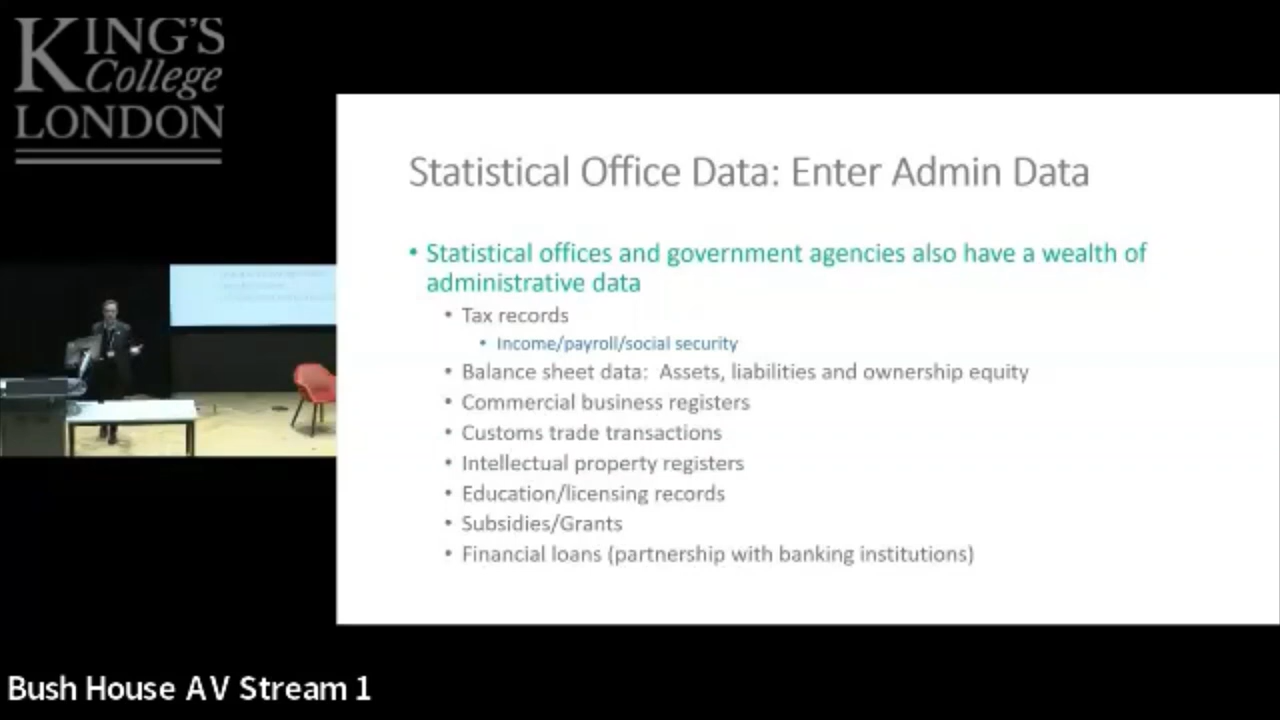 KING'S
College
LONDON
Statistical Office Data: Enter Admin Data
• Statistical offices and government agencies also have a wealth of
administrative data
• Tax records
• Income/payroll/social security
• Balance sheet data: Assets, liabilities and ownership equity
• Commercial business registers
• Customs trade transactions
• Intellectual property registers
• Education/licensing records
• Subsidies/Grants
• Financial loans (partnership with banking institutions)
Bush House AV Stream 1